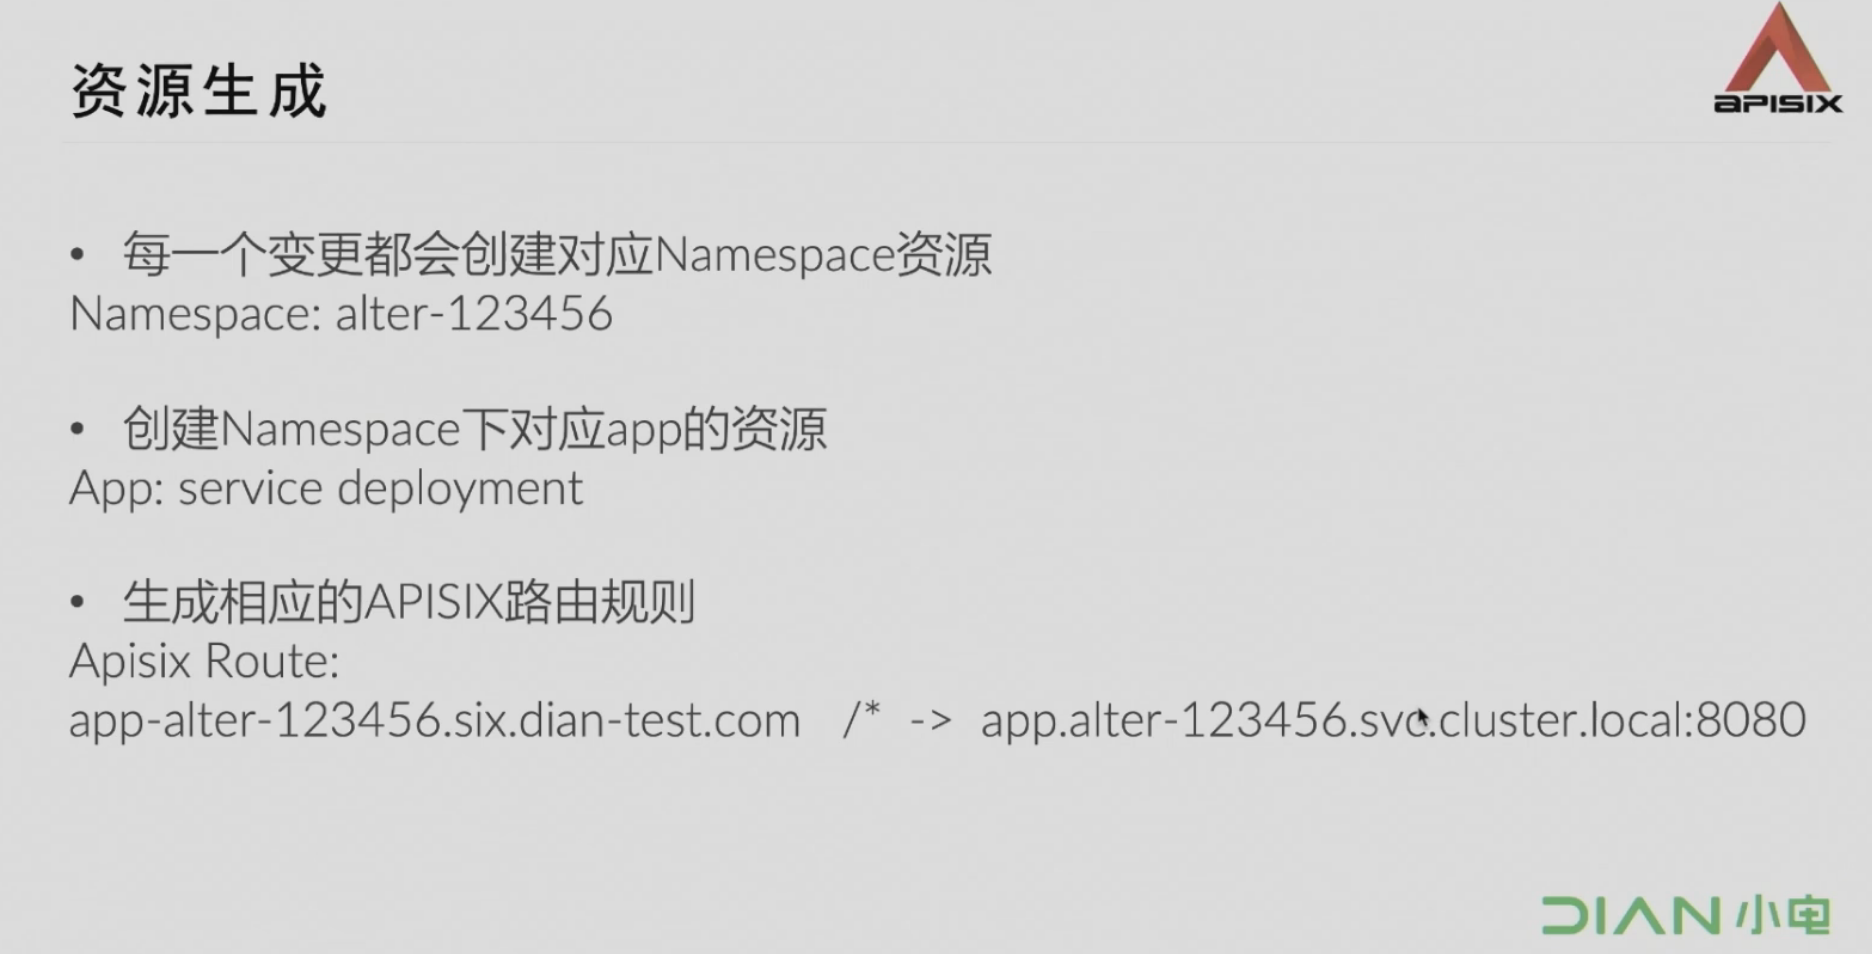 资源生成
APISIX
• 每一个变更都会创建对应Namespace资源
Namespace: alter-123456
• 创建Namespace下对应app的资源
App: service deployment
• 生成相应的APISIX路由规则
Apisix Route:
app-alter-123456.six.dian-test.com /* -> app.alter-123456.svc.cluster.local:8080
DIAN 小电